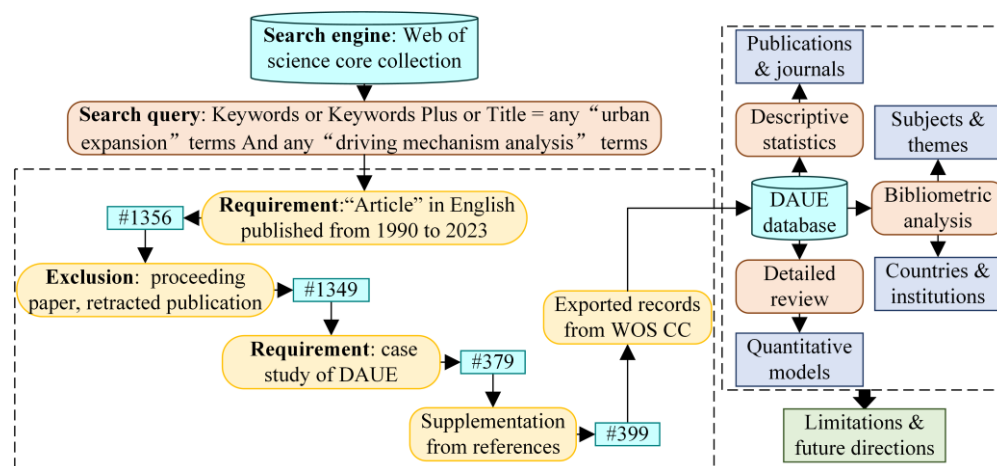 Search engine: Web of
science core collection
Search query: Keywords or Keywords Plus or Title = any “urban
expansion” terms And any “driving mechanism analysis” terms
Requirement:“Article” in English
published from 1990 to 2023
#1356
Exclusion: proceeding
paper, retracted publication
#1349
Requirement: case
study of DAUE
#379
Supplementation
from references
#399
Exported records
from WOS CC
DAUE
database
Descriptive
statistics
Publications
& journals
Bibliometric
analysis
Subjects &
themes
Countries &
institutions
Detailed
review
Quantitative
models
Limitations &
future directions